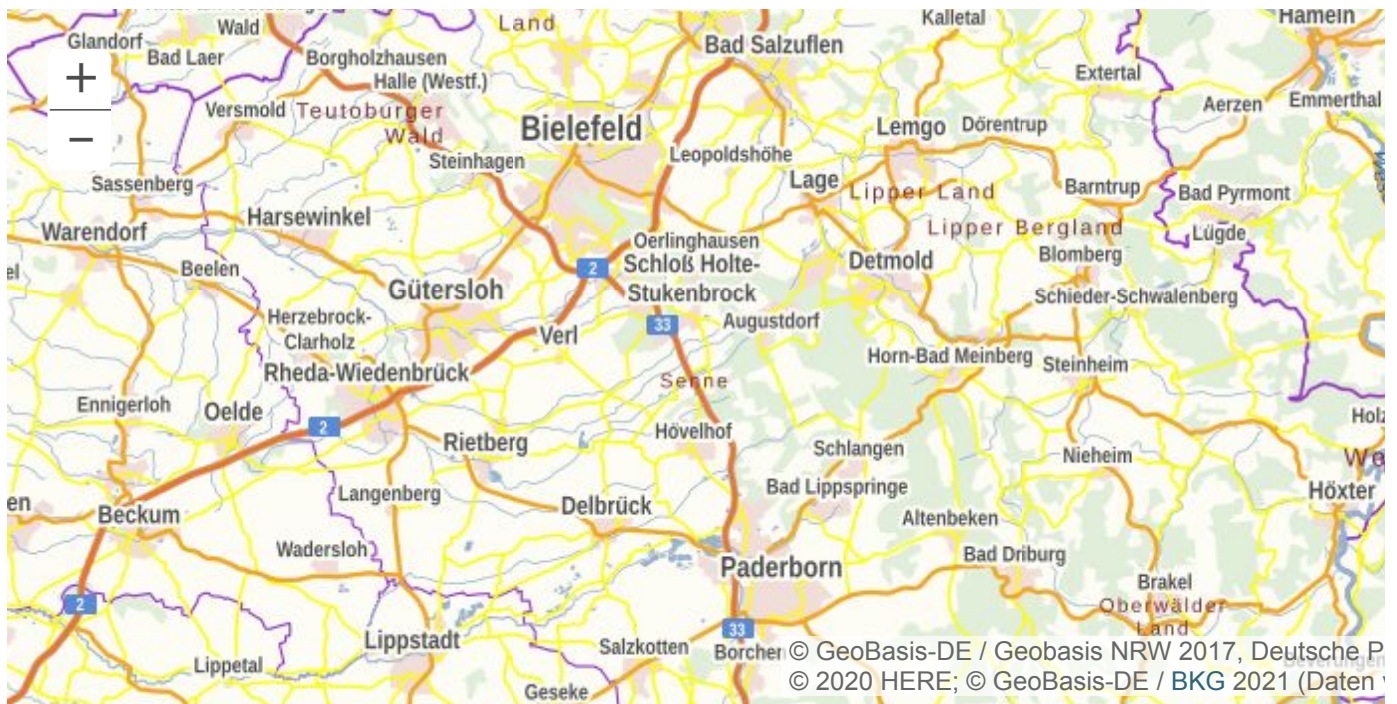 Land
Kalletal
Hameln
Glandorf
Wald
Bad Laer
Borgholzhausen
Bad Salzuflen
+
Halle (Westf.)
Extertal
Versmold
Teutoburger
Wald
Aerzen
Emmerthal
−
Bielefeld
Lemgo
Dörentrup
Steinhagen
Leopoldshöhe
Sassenberg
Lage
Lipper Land
Barntrup
Bad Pyrmont
Harsewinkel
Warendorf
Lipper Bergland
Lügde
Oerlinghausen
Blomberg
Beelen
2
Schloß Holte-
Stukenbrock
Detmold
Gütersloh
Schieder-Schwalenberg
Herzebrock-
Clarholz
Verl
33
Augustdorf
Rheda-Wiedenbrück
Horn-Bad Meinberg
Steinheim
Senne
Ennigerloh
Oelde
2
Rietberg
Hövelhof
Schlangen
Nieheim
Langenberg
Bad Lippspringe
Höxter
Beckum
Delbrück
Altenbeken
Wadersloh
Paderborn
Bad Driburg
Brakel
2
Oberwälder
Land
33
Lippstadt
Salzkotten
Borchen
Lippetal
Geseke
© GeoBasis-DE / Geobasis NRW 2017, Deutsche P
© 2020 HERE; © GeoBasis-DE / BKG 2021 (Daten v